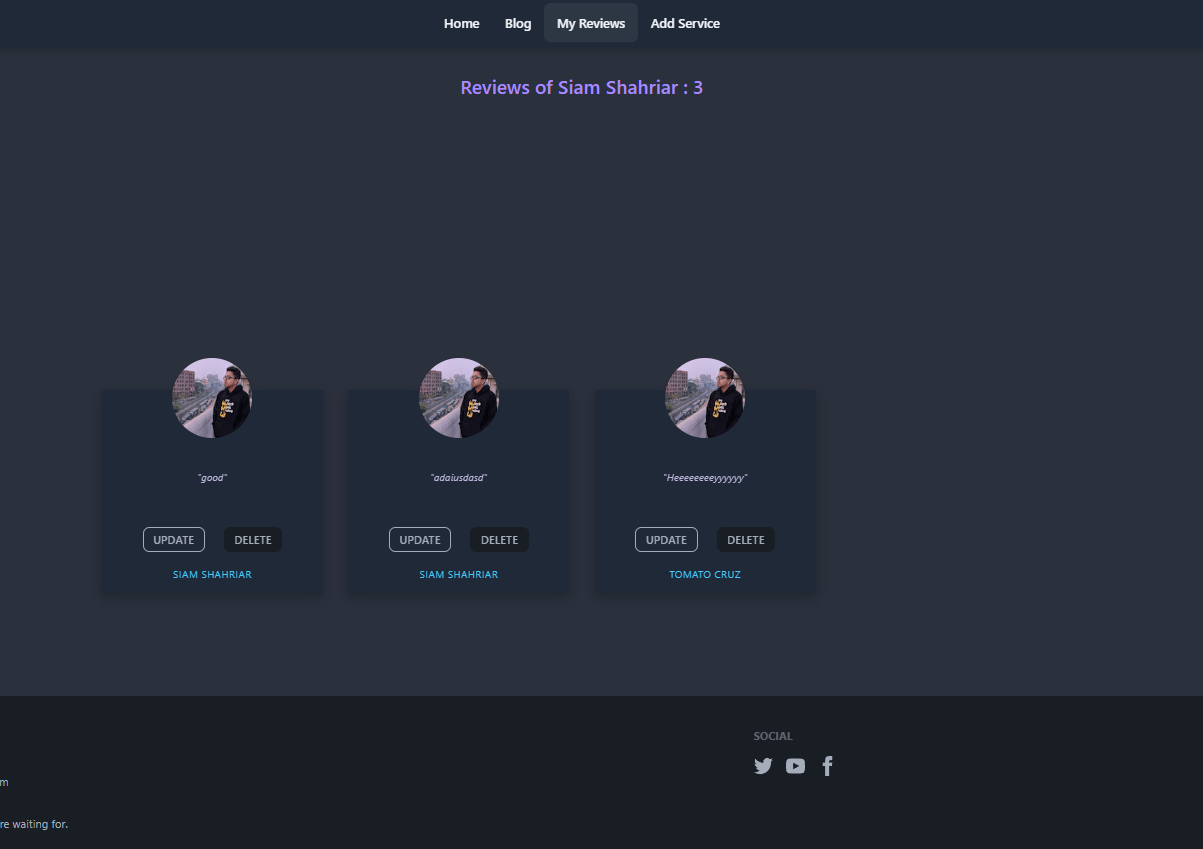 Home Blog My Reviews Add Service
Reviews of Siam Shahriar : 3
"good" "adaiusdasd" "Heeeeeeeeyyyyyy"
UPDATE DELETE UPDATE DELETE UPDATE DELETE
SIAM SHAHRIAR SIAM SHAHRIAR TOMATO CRUZ
SOCIAL
m
re waiting for.